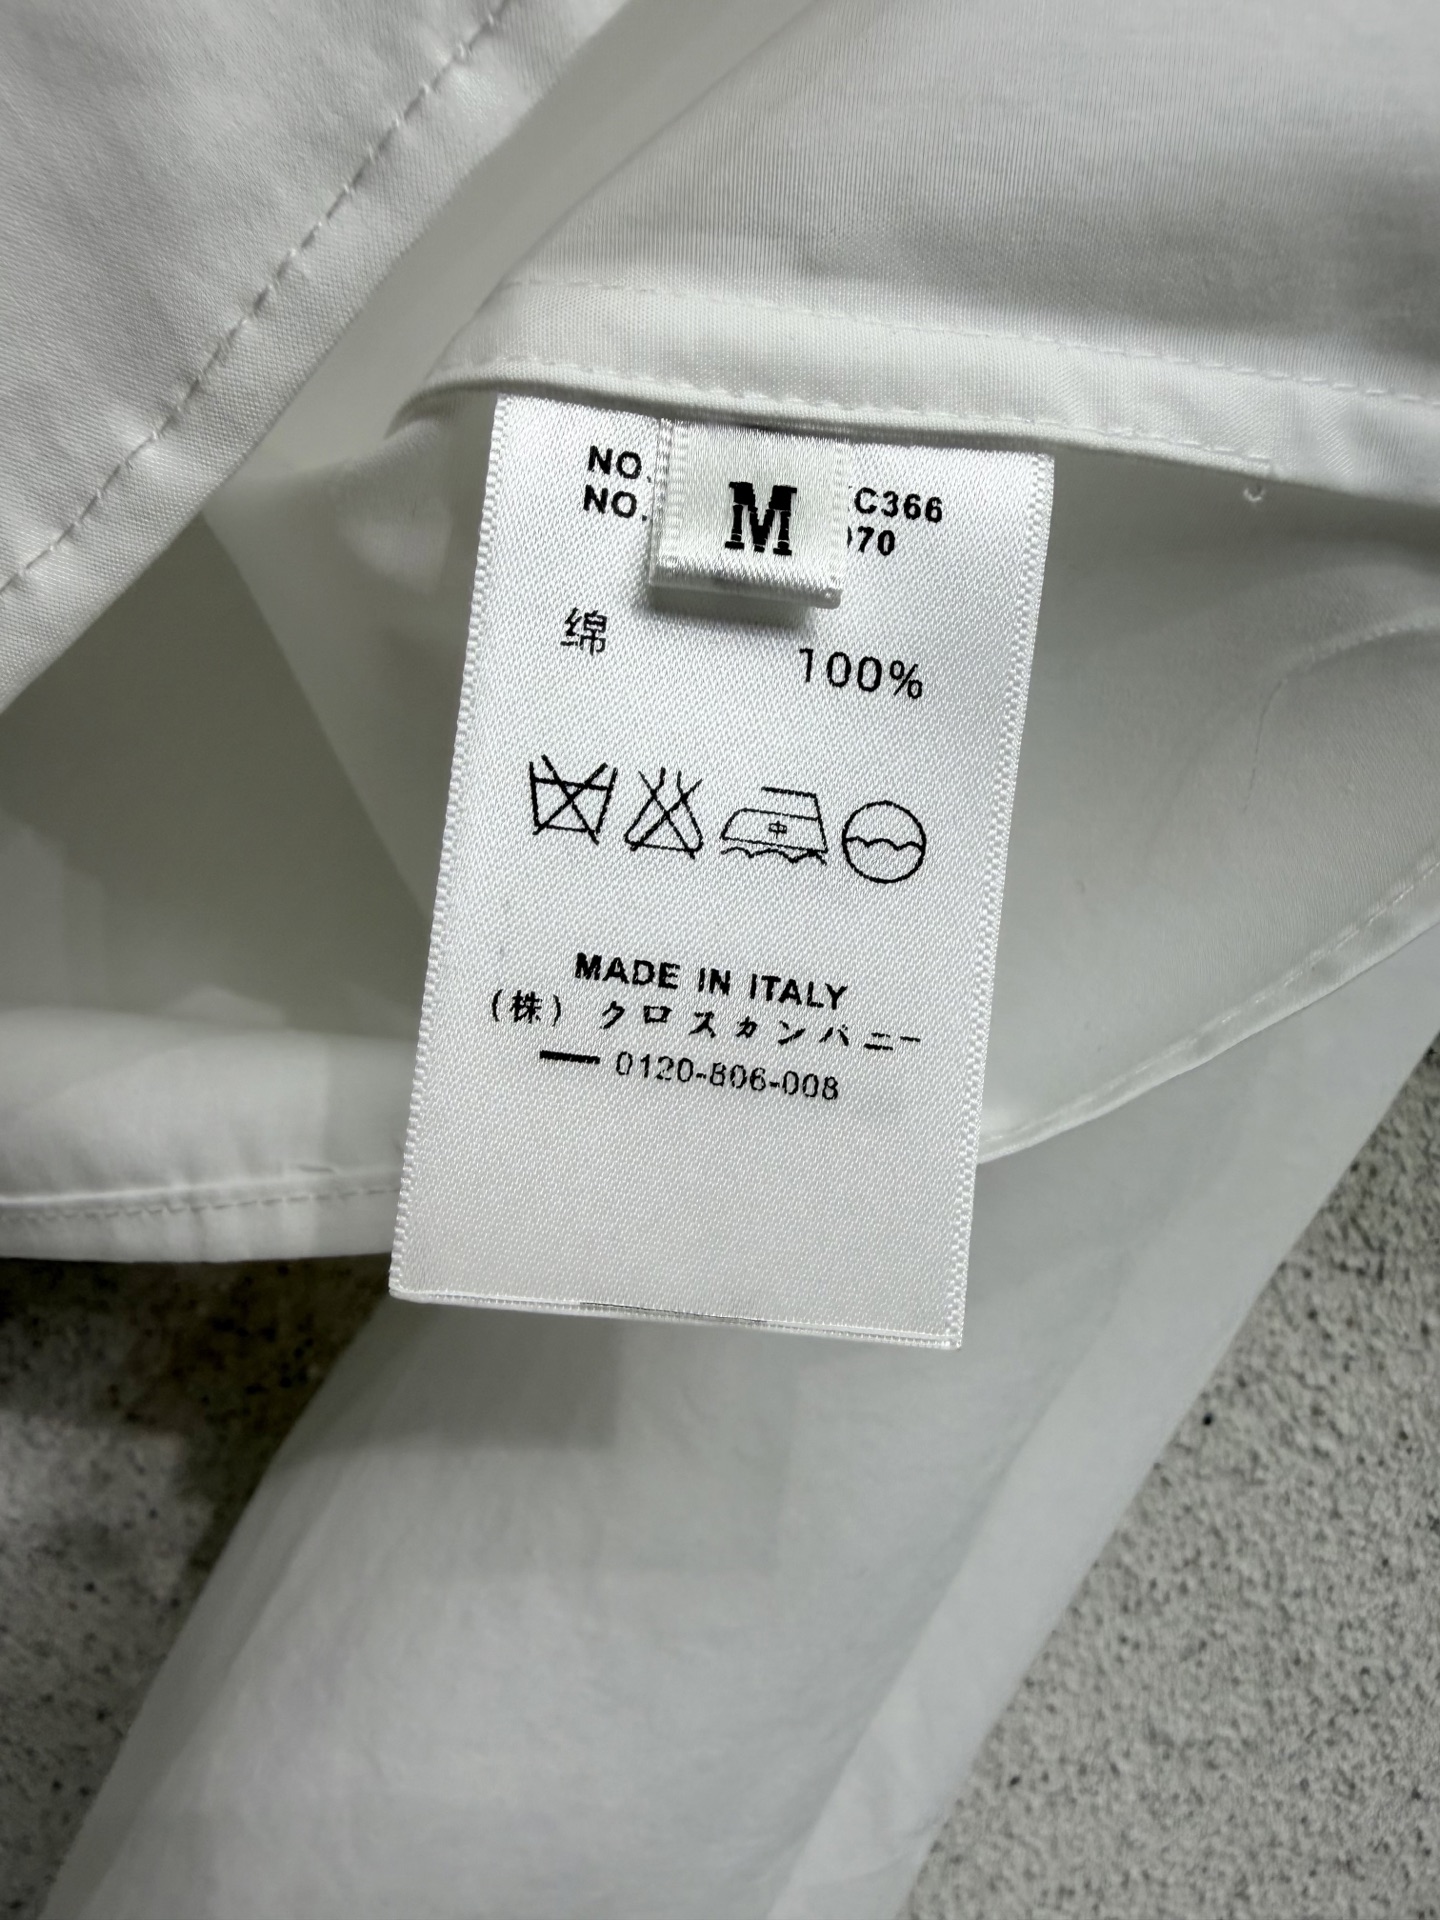 M
NO. C366
NO. 70
绵 100%
中
MADE IN ITALY
(株) クロスカンバニー
0120-806-008